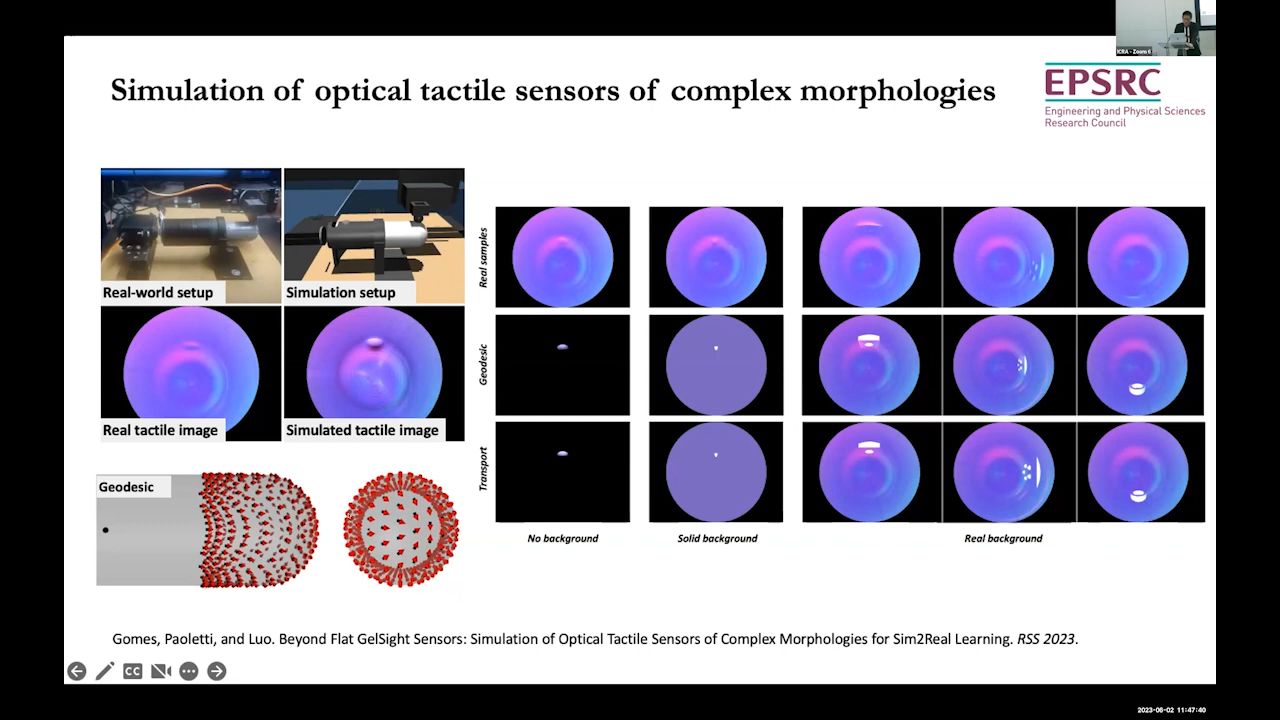 ICRA - Zoom 6
Simulation of optical tactile sensors of complex morphologies
EPSRC
Engineering and Physical Sciences
Research Council
Real-world setup
Simulation setup
Real tactile image
Simulated tactile image
Geodesic
Real samples
Geodesic
Transport
No background
Solid background
Real background
Gomes, Paoletti, and Luo. Beyond Flat GelSight Sensors: Simulation of Optical Tactile Sensors of Complex Morphologies for Sim2Real Learning. RSS 2023.
CC
2023-06-02 11:47:40